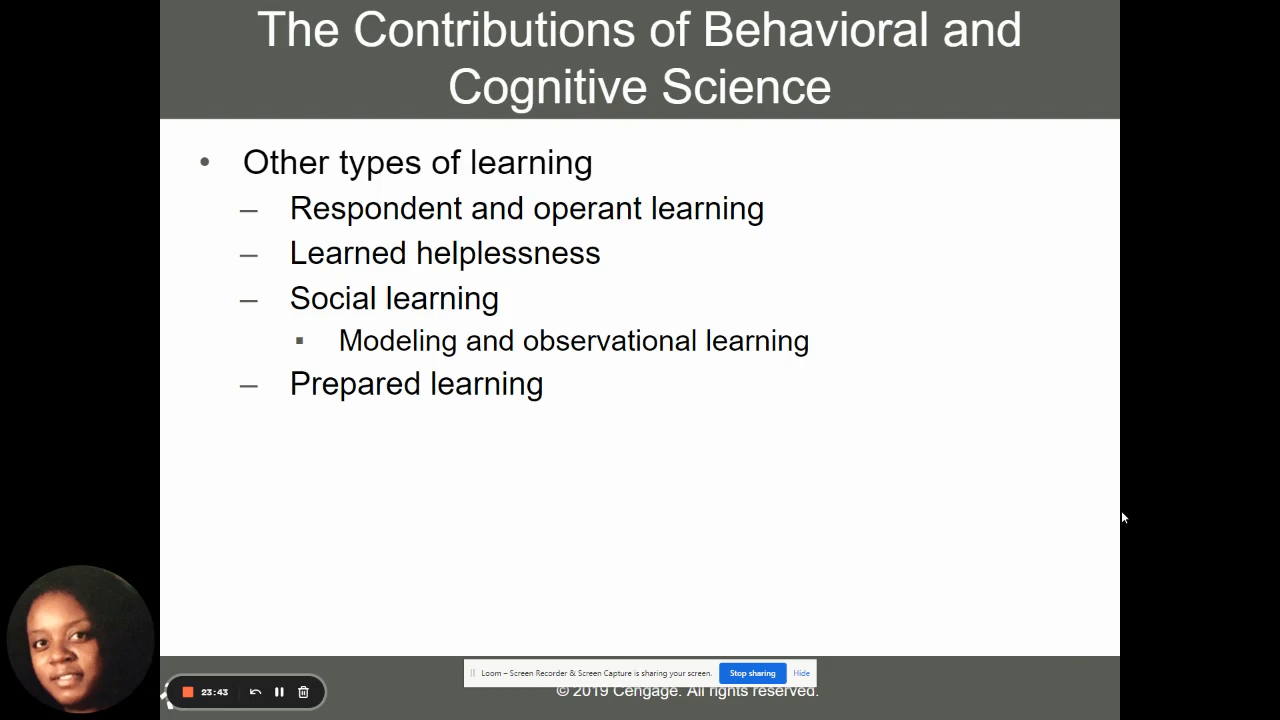 The Contributions of Behavioral and
Cognitive Science
• Other types of learning
– Respondent and operant learning
– Learned helplessness
– Social learning
▪ Modeling and observational learning
– Prepared learning
Loom – Screen Recorder & Screen Capture is sharing your screen.
Stop sharing
Hide
23:43
© 2019 Cengage. All rights reserved.